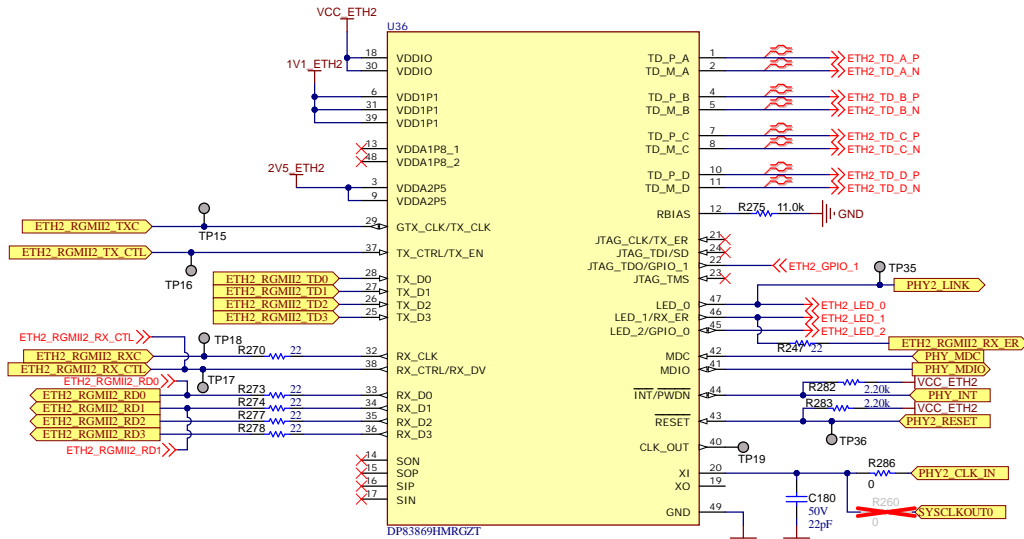 VCC_ETH2
U36
18 VDDIO
30 VDDIO
1V1_ETH2
6 VDD1P1
31 VDD1P1
39 VDD1P1
13 VDDA1P8_1
48 VDDA1P8_2
2V5_ETH2
3 VDDA2P5
9 VDDA2P5
ETH2_RGMII2_TXC TP15 29 GTX_CLK/TX_CLK
ETH2_RGMII2_TX_CTL TP16 37 TX_CTRL/TX_EN
ETH2_RGMII2_TD0 28 TX_D0
ETH2_RGMII2_TD1 27 TX_D1
ETH2_RGMII2_TD2 26 TX_D2
ETH2_RGMII2_TD3 25 TX_D3
ETH2_RGMII2_RX_CTL
TP18
ETH2_RGMII2_RXC R270 22 32 RX_CLK
ETH2_RGMII2_RX_CTL TP17 38 RX_CTRL/RX_DV
ETH2_RGMII2_RD0
ETH2_RGMII2_RD0 R273 22 33 RX_D0
ETH2_RGMII2_RD1 R274 22 34 RX_D1
ETH2_RGMII2_RD2 R277 22 35 RX_D2
ETH2_RGMII2_RD3 R278 22 36 RX_D3
ETH2_RGMII2_RD1
14 SON
15 SOP
16 SIP
17 SIN
DP83869HMRGZT
TD_P_A 1 ETH2_TD_A_P
TD_M_A 2 ETH2_TD_A_N
TD_P_B 4 ETH2_TD_B_P
TD_M_B 5 ETH2_TD_B_N
TD_P_C 7 ETH2_TD_C_P
TD_M_C 8 ETH2_TD_C_N
TD_P_D 10 ETH2_TD_D_P
TD_M_D 11 ETH2_TD_D_N
RBIAS 12 R275 11.0k GND
JTAG_CLK/TX_ER 21
JTAG_TDI/SD 24
JTAG_TDO/GPIO_1 22 ETH2_GPIO_1
JTAG_TMS 23
TP35
PHY2_LINK
LED_0 47 ETH2_LED_0
LED_1/RX_ER 46 ETH2_LED_1
LED_2/GPIO_0 45 ETH2_LED_2
R247 22 ETH2_RGMII2_RX_ER
MDC 42 PHY_MDC
MDIO 41 PHY_MDIO
R282 2.20k VCC_ETH2
INT/PWDN 44 PHY_INT
R283 2.20k VCC_ETH2
RESET 43 PHY2_RESET
TP36
CLK_OUT 40 TP19
XI 20 R286 0 PHY2_CLK_IN
XO 19
C180
50V
22pF
R260
0
SYSCLKOUT0
GND 49